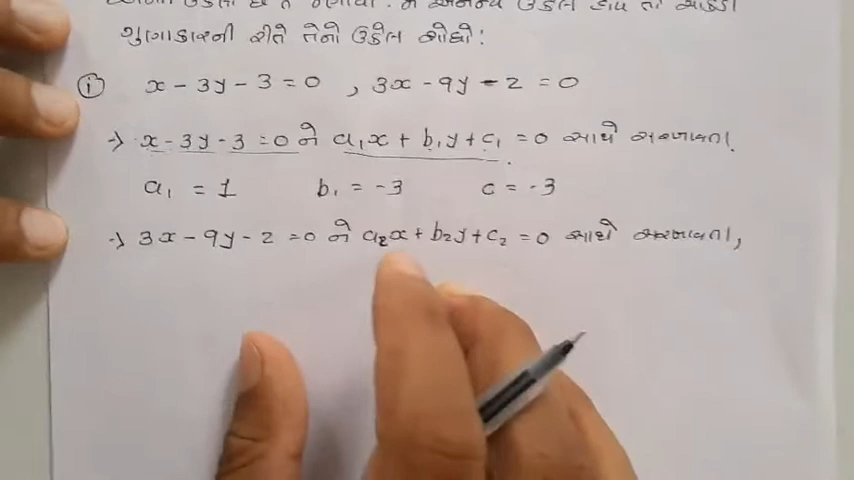 ગુણાકારની રીતે તેનો ઉકેલ શોધો!
(i) x - 3y - 3 = 0 , 3x - 9y - 2 = 0
→ x - 3y - 3 = 0 ને a₁x + b₁y + c₁ = 0 સાથે સરખાવતા.
a₁ = 1 b₁ = -3 c = -3
→ 3x - 9y - 2 = 0 ને a₂x + b₂y + c₂ = 0 સાથે સરખાવતા,